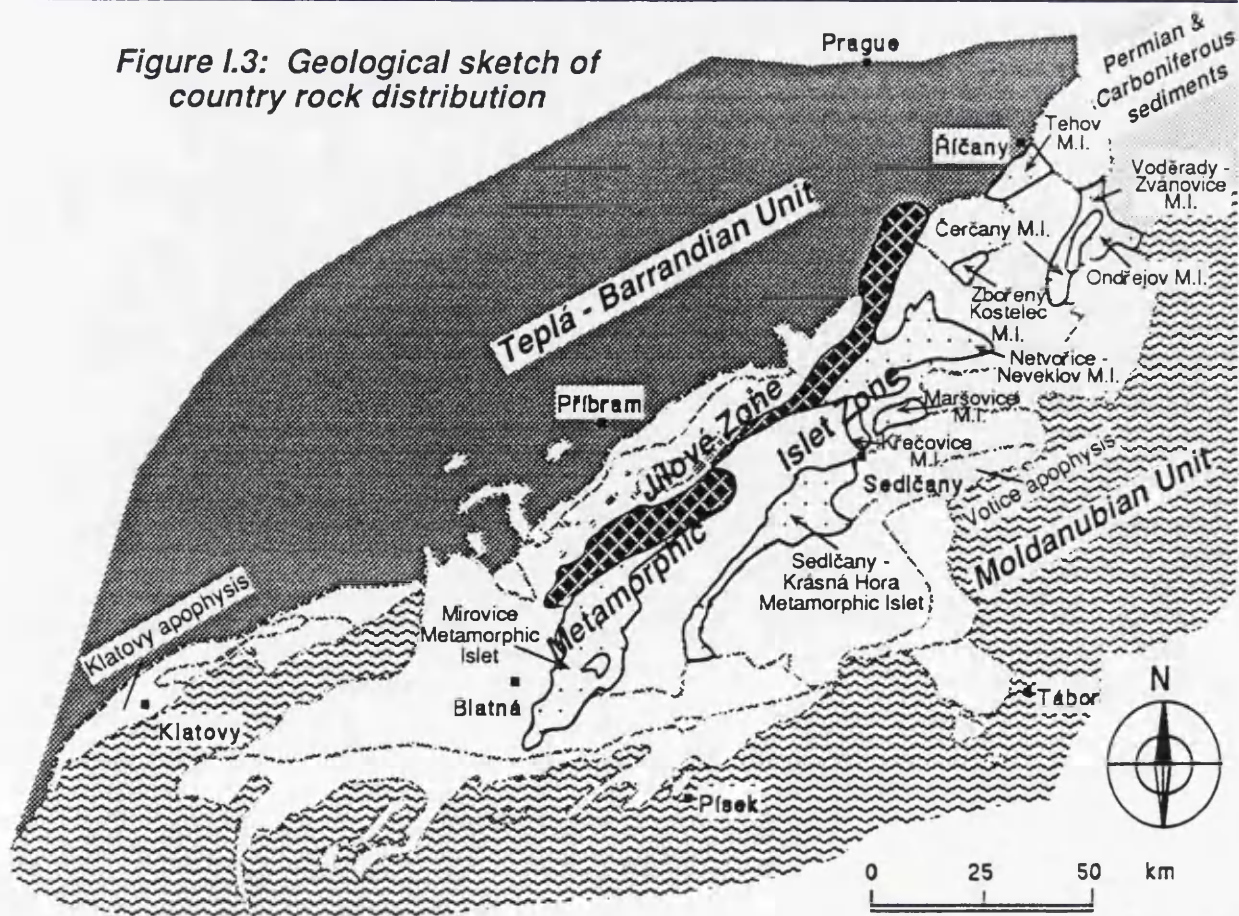 Figure I.3: Geological sketch of
country rock distribution
Prague
Permian &
Carboniferous
sediments
Říčany
Tehov
M.I.
Voděrady -
Zvánovice
M.I.
Čerčany M.I.
Ondřejov M.I.
Teplá - Barrandian Unit
Zbořený
Kostelec
M.I.
Netvořice -
Neveklov M.I.
Příbram
Maršovice
M.I.
Jílové Zone
Islet Zone
Křečovice
M.I.
Sedlčany
Votice apophysis
Moldanubian Unit
Sedlčany -
Krásná Hora
Metamorphic Islet
Metamorphic
Klatovy apophysis
Mirovice
Metamorphic
Islet
Blatná
Klatovy
Tábor
Písek
N
0 25 50 km